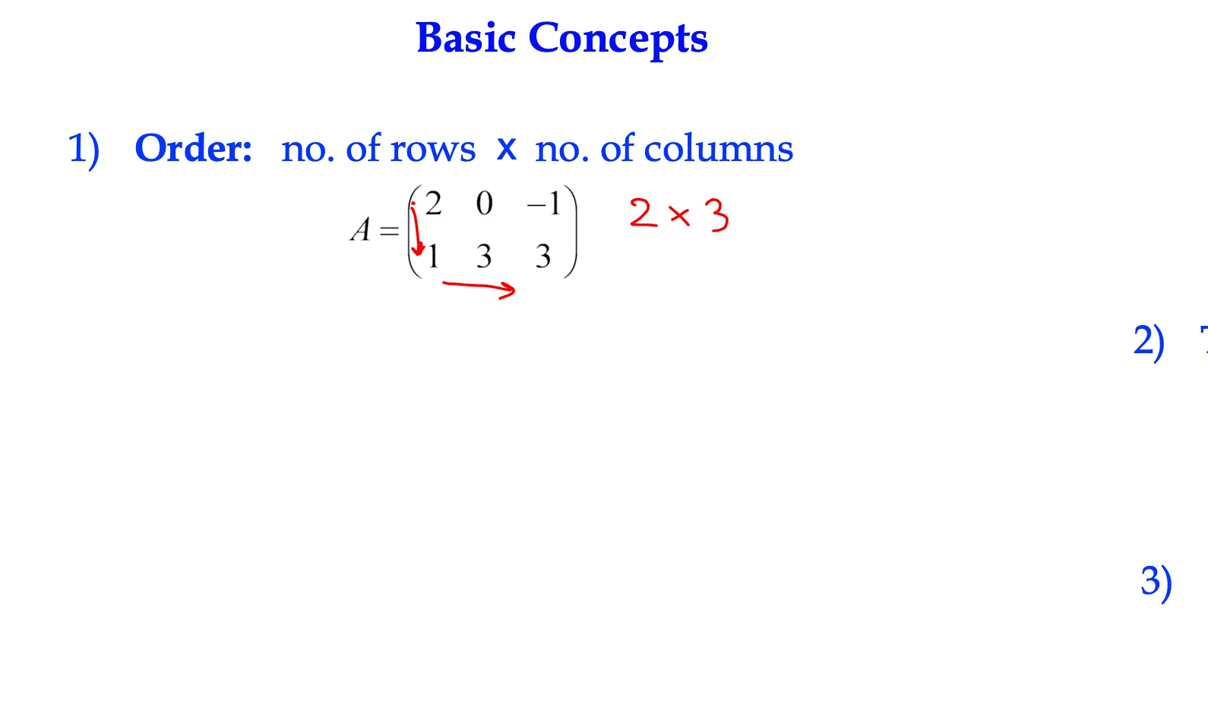 Basic Concepts
1) Order: no. of rows x no. of columns
A = (2 0 −1
1 3 3) 2 × 3
2)
3)